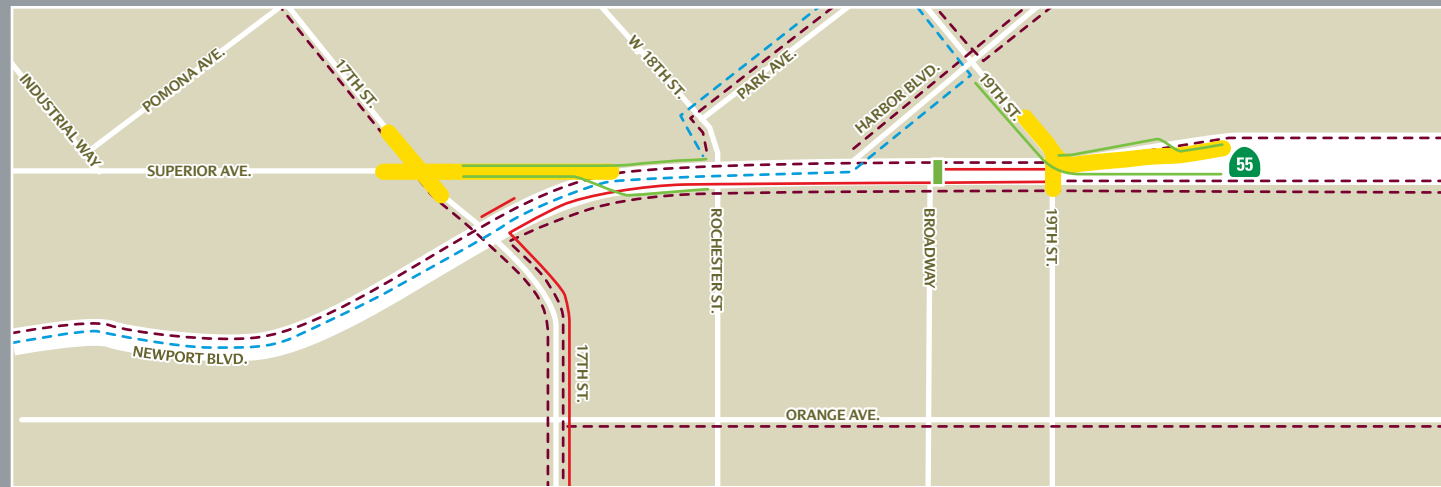 INDUSTRIAL WAY
POMONA AVE.
17TH ST.
W 18TH ST.
PARK AVE.
HARBOR BLVD.
19TH ST.
SUPERIOR AVE.
55
ROCHESTER ST.
BROADWAY
19TH ST.
NEWPORT BLVD.
17TH ST.
ORANGE AVE.